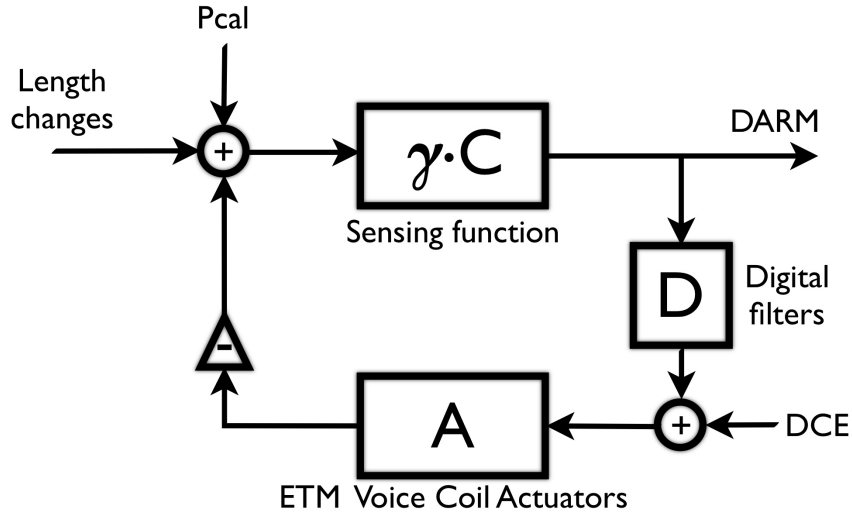 Pcal
Length
changes
+
γ·C
DARM
Sensing function
D
Digital
filters
-
A
+
DCE
ETM Voice Coil Actuators